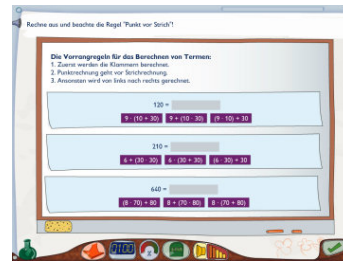 Rechne aus und beachte die Regel "Punkt vor Strich"!
Die Vorrangregeln für das Berechnen von Termen:
1. Zuerst werden die Klammern berechnet.
2. Punktrechnung geht vor Strichrechnung.
3. Ansonsten wird von links nach rechts gerechnet.
120 =
9 · (10 + 30) 9 + (10 · 30) (9 · 10) + 30
210 =
6 + (30 · 30) 6 · (30 + 30) (6 · 30) + 30
640 =
(8 · 70) + 80 8 + (70 · 80) 8 · (70 + 80)